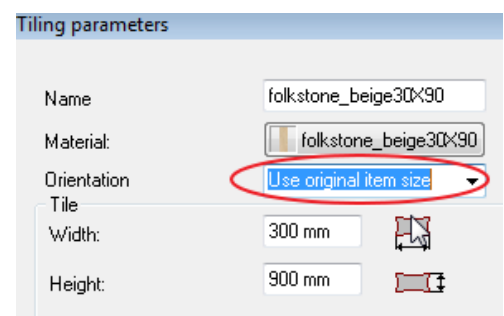 Tiling parameters
Name folkstone_beige30X90
Material: folkstone_beige30X90
Orientation Use original item size
Tile
Width: 300 mm
Height: 900 mm